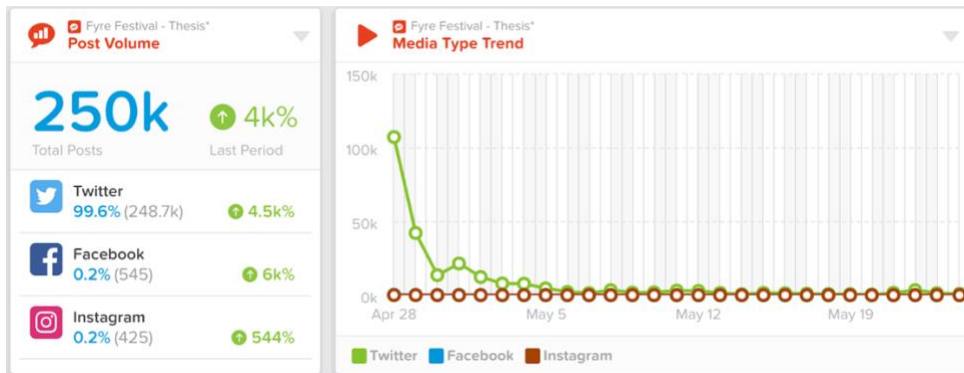 Fyre Festival - Thesis*
Post Volume
250k
4k%
Total Posts
Last Period
Twitter
99.6% (248.7k)
4.5k%
Facebook
0.2% (545)
6k%
Instagram
0.2% (425)
544%
Fyre Festival - Thesis*
Media Type Trend
150k
100k
50k
0k
Apr 28
May 5
May 12
May 19
Twitter
Facebook
Instagram